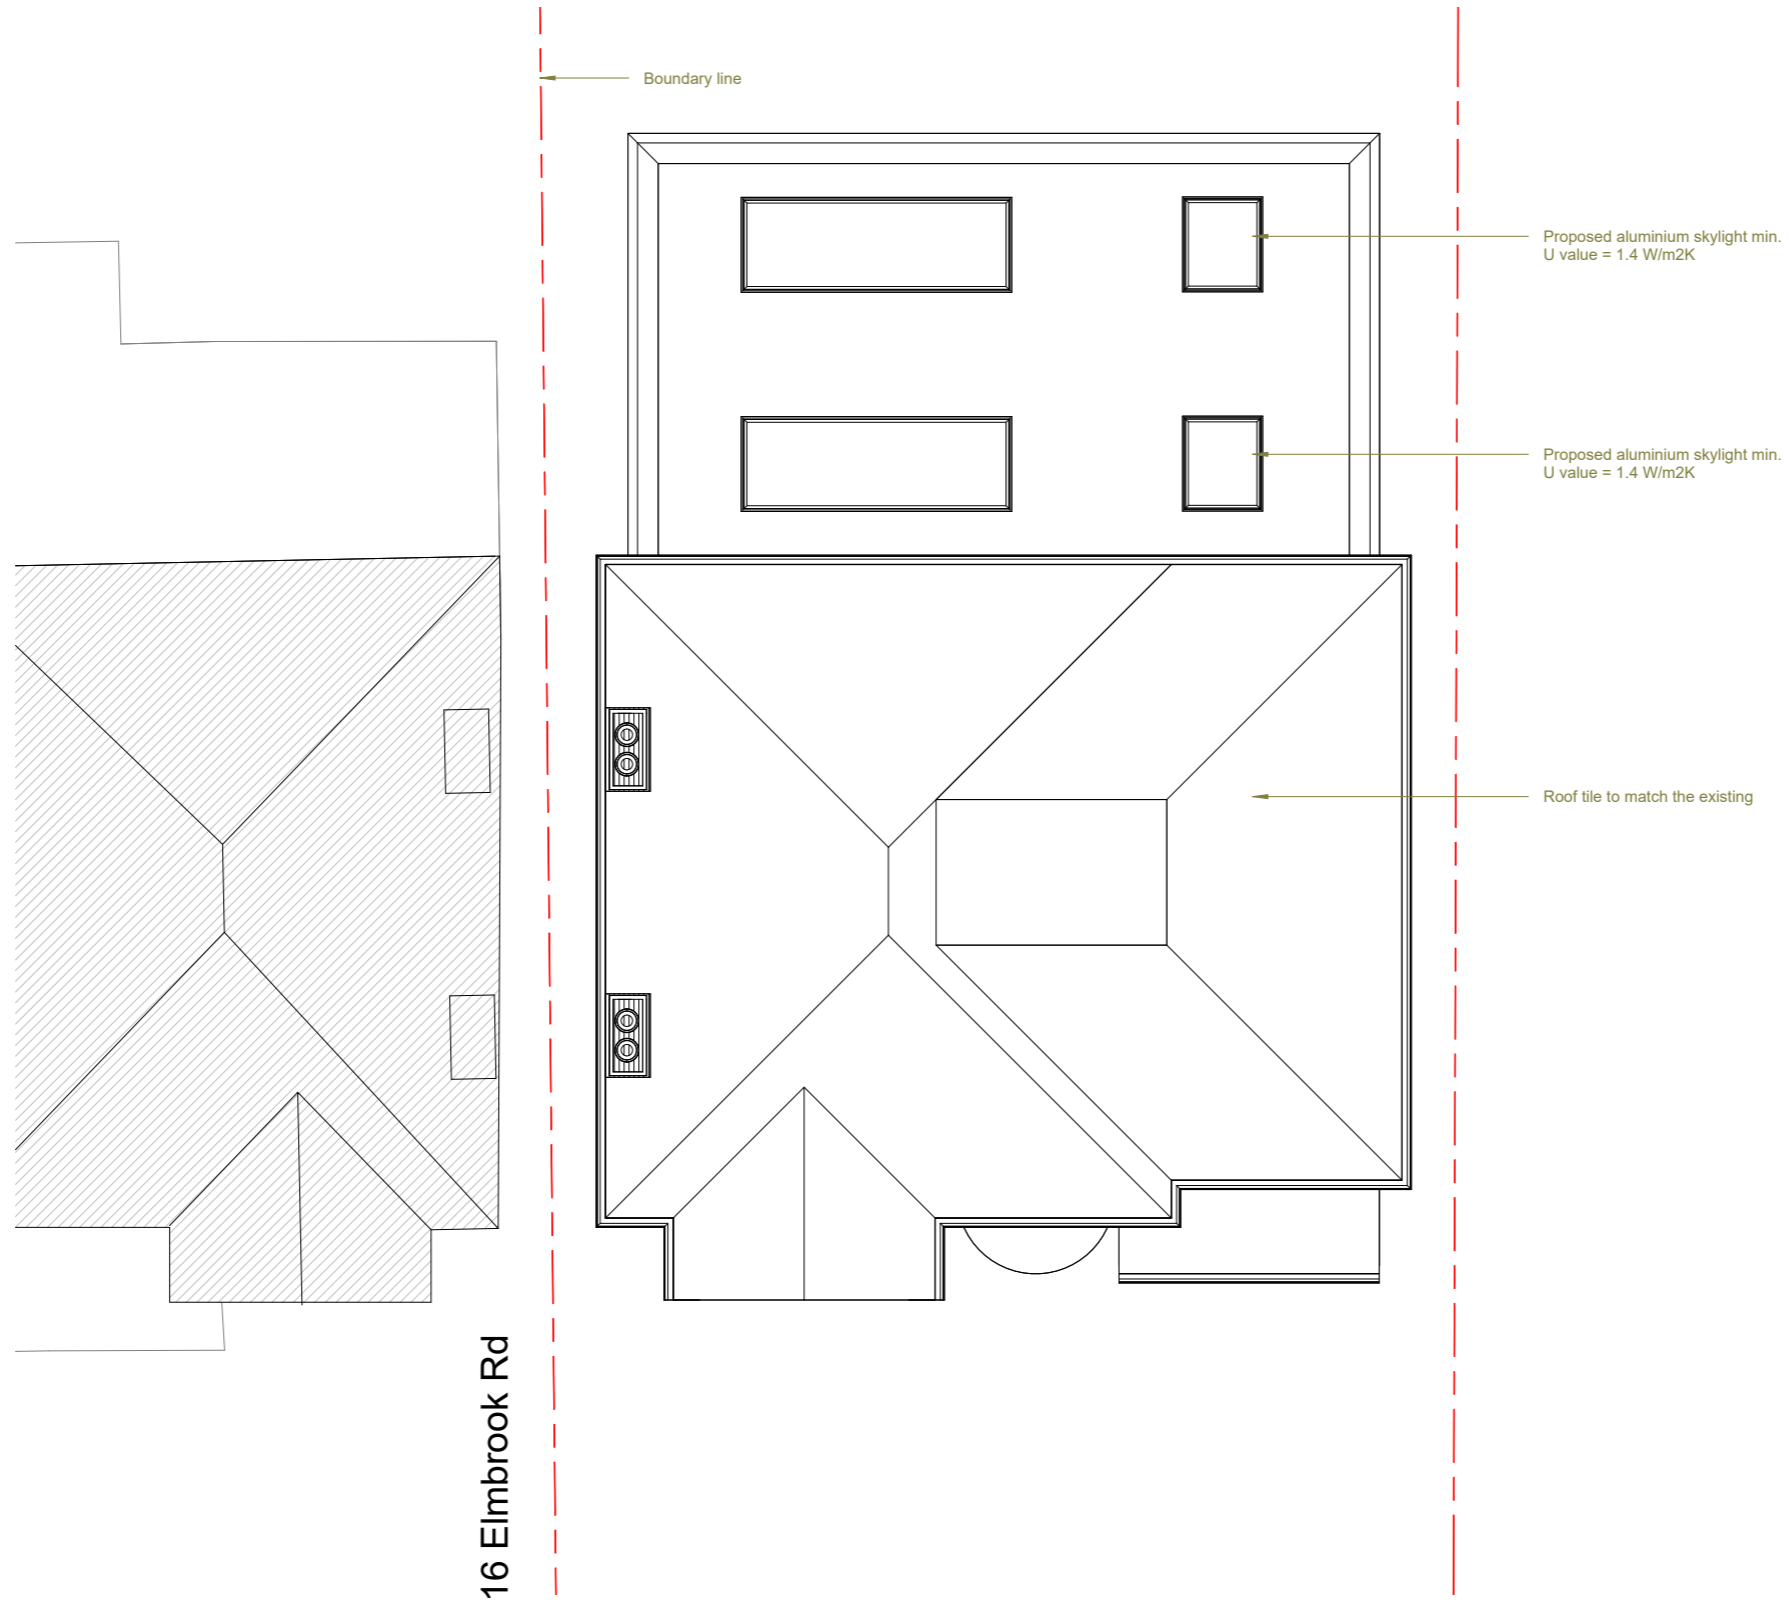 Boundary line
Proposed aluminium skylight min.
U value = 1.4 W/m2K
Proposed aluminium skylight min.
U value = 1.4 W/m2K
Roof tile to match the existing
16 Elmbrook Rd